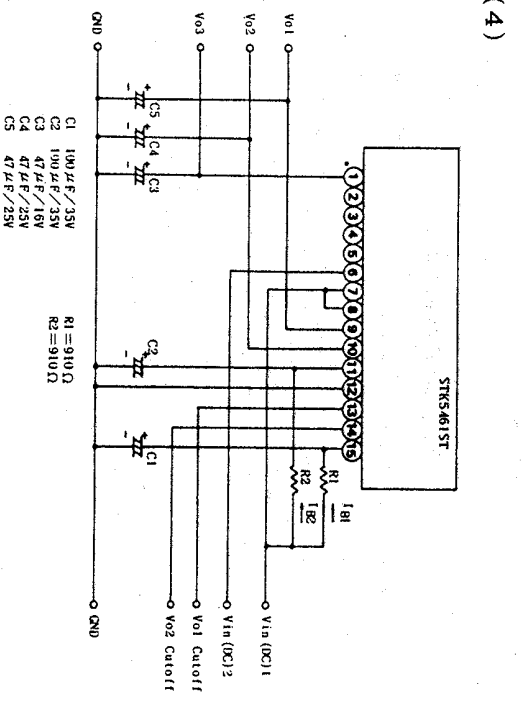 (4)
STK5461ST
1 2 3 4 5 6 7 8 9 10 11 12 13 14 15
Vo1
Vo2
Vo3
GND
C5
C4
C3
C2
C1
R1
R2
IB1
IB2
Vin(DC)1
Vin(DC)2
Vo1 Cutoff
Vo2 Cutoff
GND
C1 100μF/35V R1=910Ω
C2 100μF/35V R2=910Ω
C3 47μF/16V
C4 47μF/25V
C5 47μF/25V